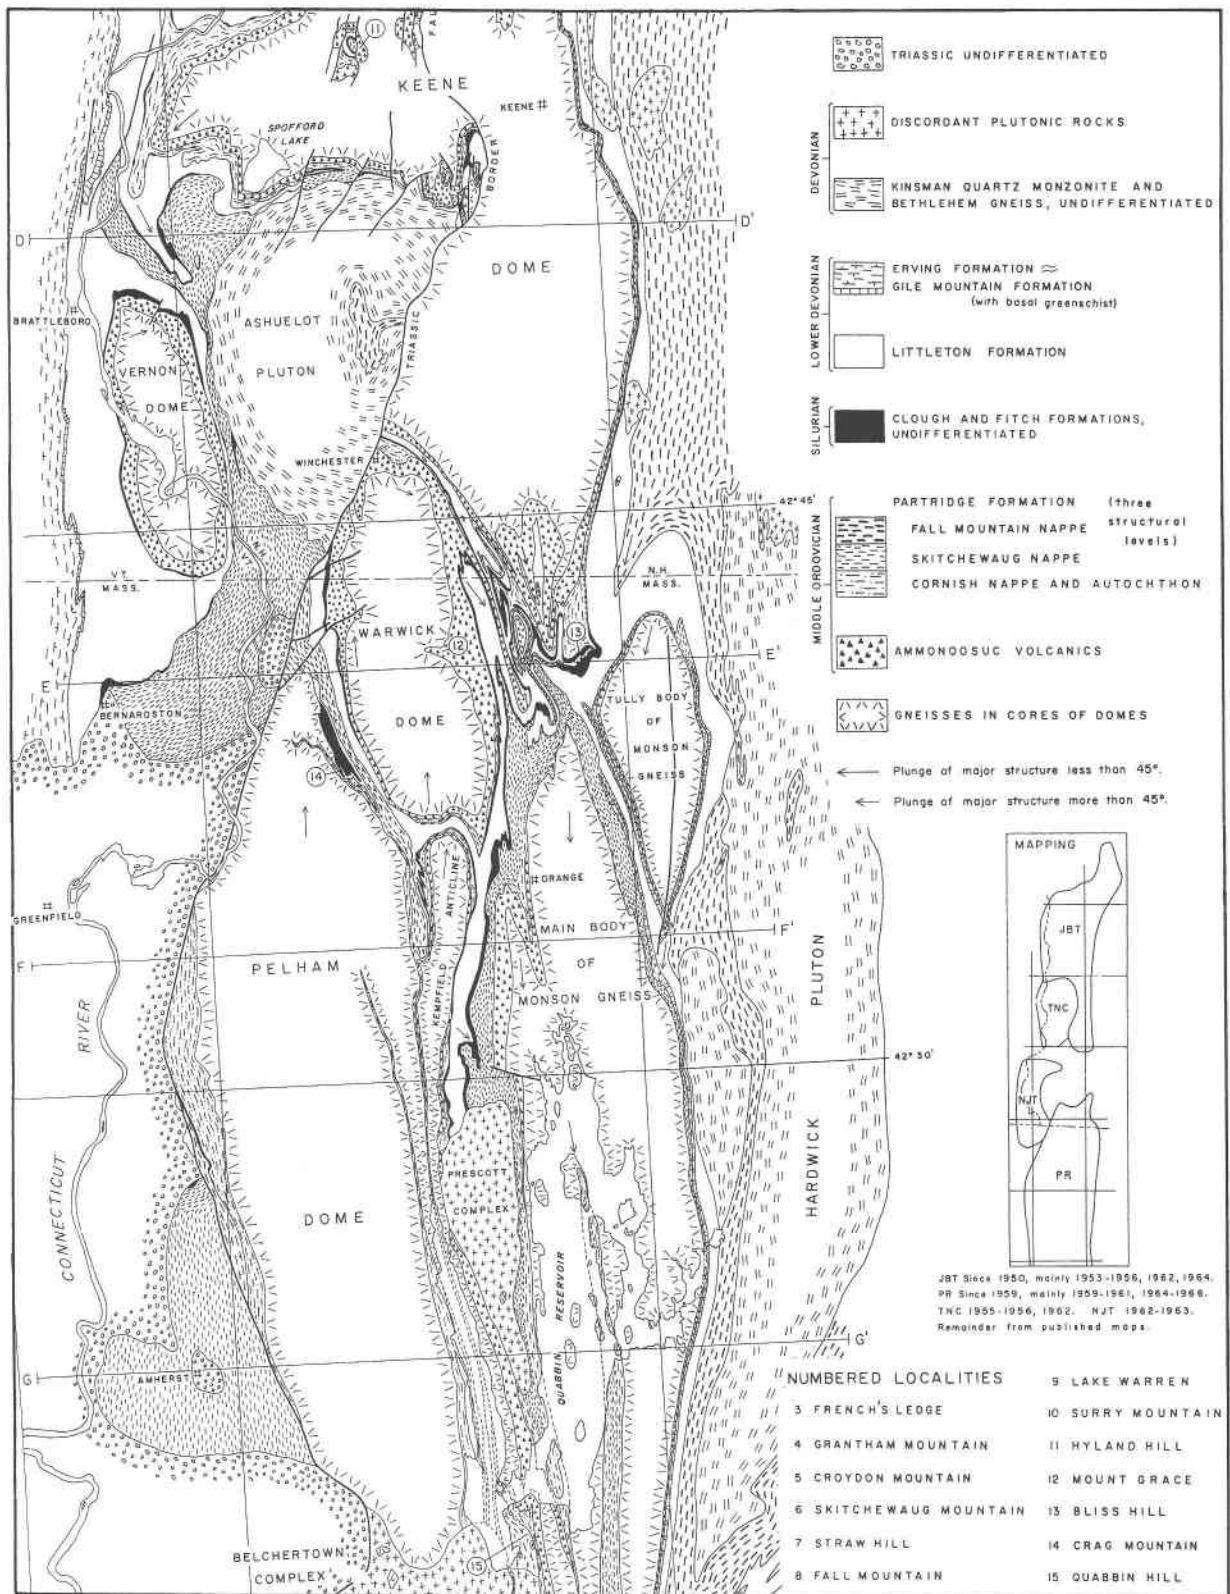 11
FAL
KEENE
KEENE
SPOFFORD
LAKE
BORDER
D
D'
DOME
BRATTLEBORO
ASHUELOT
PLUTON
TRIASSIC
VERNON
DOME
WINCHESTER
42° 45'
N.H.
VT.
MASS.
N.H.
MASS.
WARWICK
12
13
E
E'
BERNARDSTON
DOME
TULLY BODY
OF
MONSON
GNEISS
14
ANTICLINE
KEMPFIELD
ORANGE
GREENFIELD
MAIN BODY
OF
MONSON GNEISS
F
F'
PELHAM
PLUTON
RIVER
42° 30'
HARDWICK
CONNECTICUT
PRESCOTT
COMPLEX
DOME
RESERVOIR
QUABBIN
G
G'
AMHERST
BELCHERTOWN
COMPLEX
15
TRIASSIC UNDIFFERENTIATED
DEVONIAN
DISCORDANT PLUTONIC ROCKS
KINSMAN QUARTZ MONZONITE AND
BETHLEHEM GNEISS, UNDIFFERENTIATED
LOWER DEVONIAN
ERVING FORMATION ≈
GILE MOUNTAIN FORMATION
(with basal greenschist)
LITTLETON FORMATION
SILURIAN
CLOUGH AND FITCH FORMATIONS,
UNDIFFERENTIATED
MIDDLE ORDOVICIAN
PARTRIDGE FORMATION (three
structural
levels)
FALL MOUNTAIN NAPPE
SKITCHEWAUG NAPPE
CORNISH NAPPE AND AUTOCHTHON
AMMONOOSUC VOLCANICS
GNEISSES IN CORES OF DOMES
Plunge of major structure less than 45°.
Plunge of major structure more than 45°.
MAPPING
JBT
TNC
NJT
PR
JBT Since 1950, mainly 1953-1956, 1962, 1964.
PR Since 1959, mainly 1959-1961, 1964-1966.
TNC 1955-1956, 1962. NJT 1962-1963.
Remainder from published maps.
NUMBERED LOCALITIES
3 FRENCH'S LEDGE
4 GRANTHAM MOUNTAIN
5 CROYDON MOUNTAIN
6 SKITCHEWAUG MOUNTAIN
7 STRAW HILL
8 FALL MOUNTAIN
9 LAKE WARREN
10 SURRY MOUNTAIN
11 HYLAND HILL
12 MOUNT GRACE
13 BLISS HILL
14 CRAG MOUNTAIN
15 QUABBIN HILL